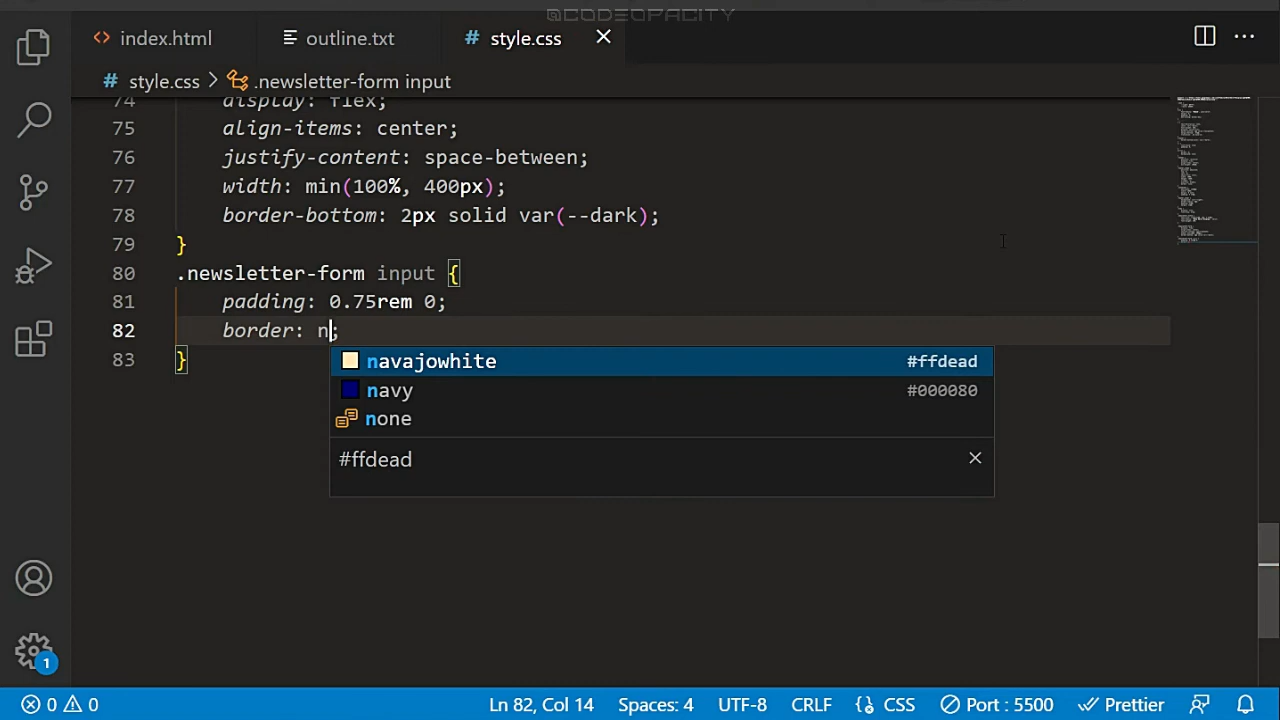 @CODEOPACITY
index.html
outline.txt
# style.css
# style.css > .newsletter-form input
74 display: flex;
75 align-items: center;
76 justify-content: space-between;
77 width: min(100%, 400px);
78 border-bottom: 2px solid var(--dark);
79 }
80 .newsletter-form input {
81 padding: 0.75rem 0;
82 border: n;
navajowhite #ffdead
83 }
navy #000080
none
#ffdead
1
0 0 Ln 82, Col 14 Spaces: 4 UTF-8 CRLF {} CSS Port : 5500 Prettier